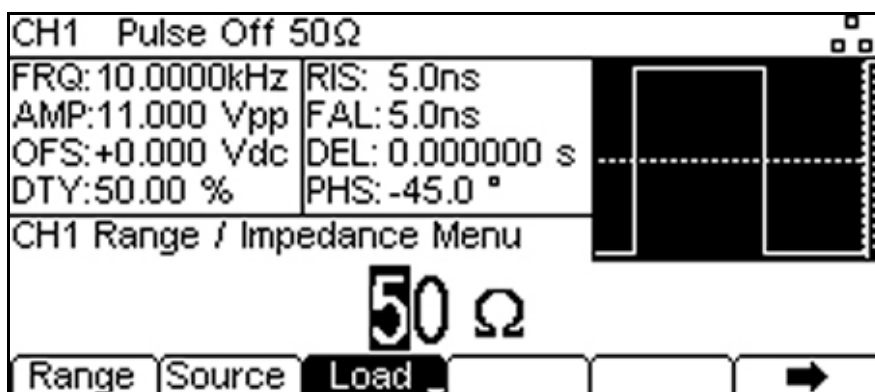 CH1 Pulse Off 50Ω
FRQ:10.0000kHz RIS: 5.0ns
AMP:11.000 Vpp FAL:5.0ns
OFS:+0.000 Vdc DEL: 0.000000 s
DTY:50.00 % PHS:-45.0 °
CH1 Range / Impedance Menu
50 Ω
Range Source Load